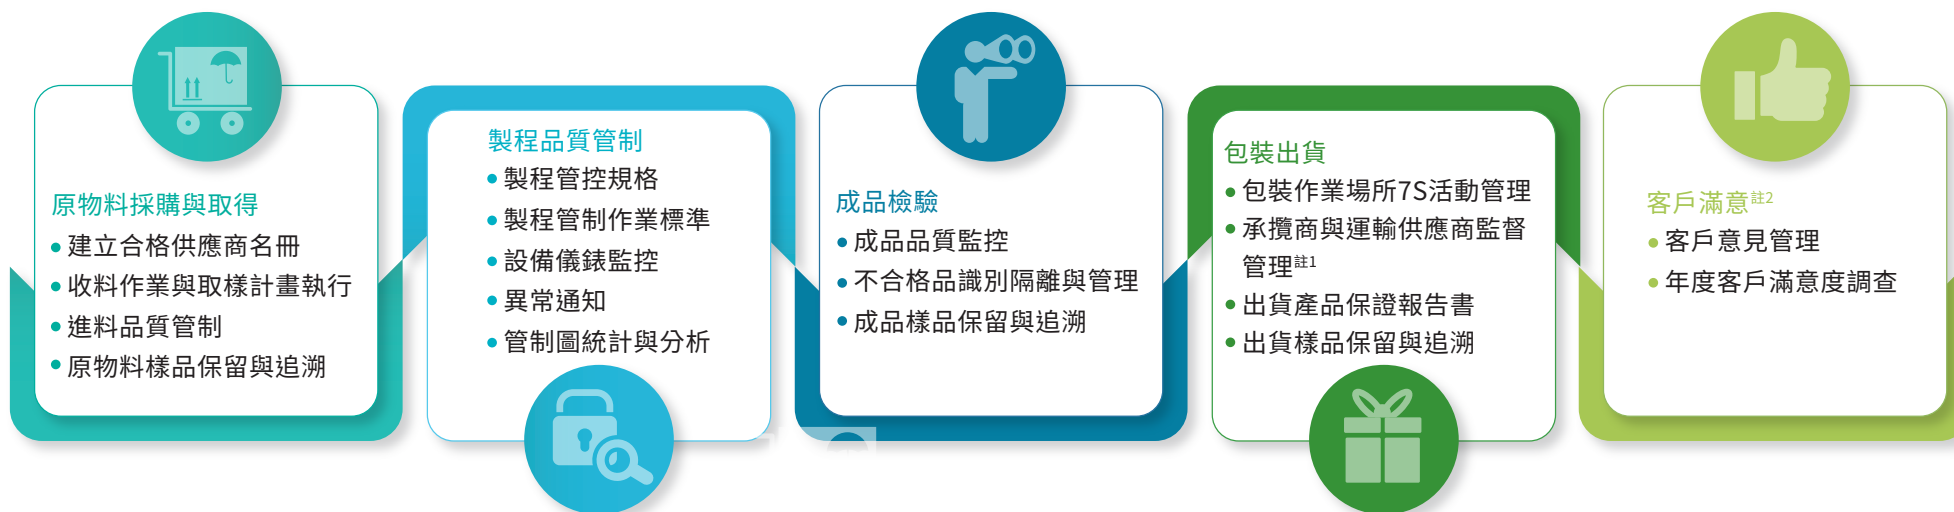 原物料採購與取得
建立合格供應商名冊
收料作業與取樣計畫執行
進料品質管制
原物料樣品保留與追溯
製程品質管制
製程管控規格
製程管制作業標準
設備儀錶監控
異常通知
管制圖統計與分析
成品檢驗
成品品質監控
不合格品識別隔離與管理
成品樣品保留與追溯
包裝出貨
包裝作業場所7S活動管理
承攬商與運輸供應商監督
管理註1
出貨產品保證報告書
出貨樣品保留與追溯
客戶滿意註2
客戶意見管理
年度客戶滿意度調查